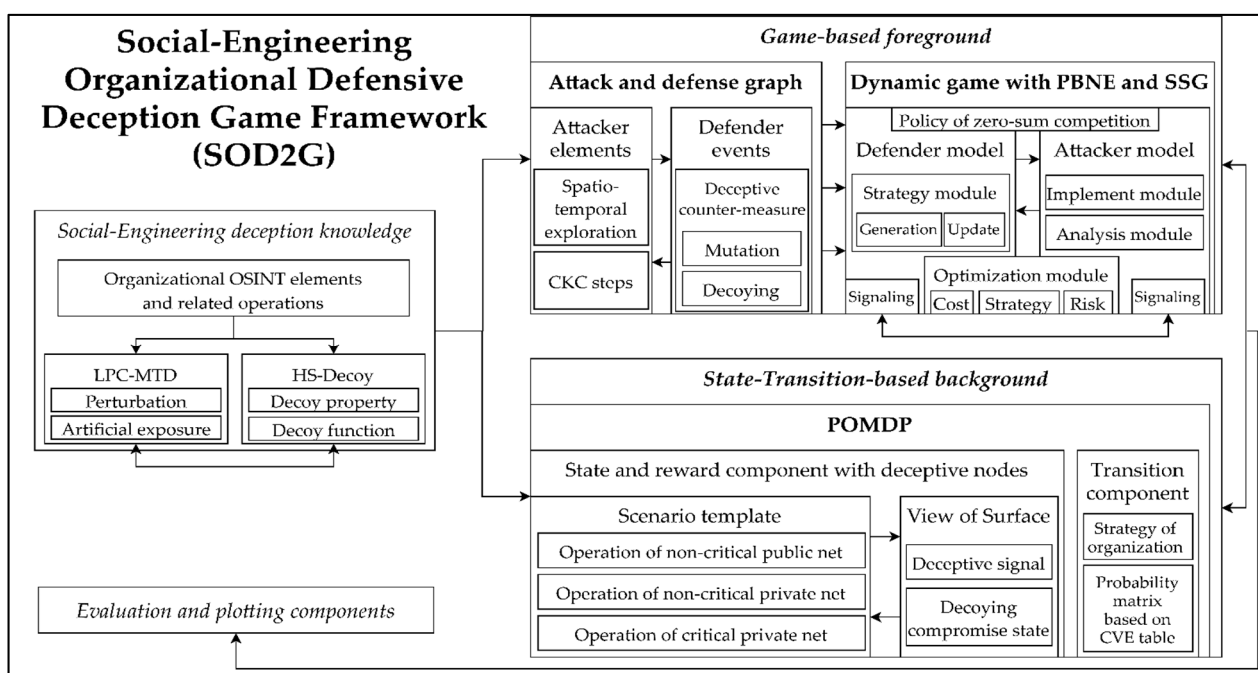 Social-Engineering
Organizational Defensive
Deception Game Framework
(SOD2G)
Social-Engineering deception knowledge
Organizational OSINT elements
and related operations
LPC-MTD
Perturbation
Artificial exposure
HS-Decoy
Decoy property
Decoy function
Evaluation and plotting components
Game-based foreground
Attack and defense graph
Attacker
elements
Spatio-
temporal
exploration
CKC steps
Defender
events
Deceptive
counter-measure
Mutation
Decoying
Dynamic game with PBNE and SSG
Policy of zero-sum competition
Defender model
Strategy module
Generation
Update
Attacker model
Implement module
Analysis module
Optimization module
Cost
Strategy
Risk
Signaling
Signaling
State-Transition-based background
POMDP
State and reward component with deceptive nodes
Scenario template
Operation of non-critical public net
Operation of non-critical private net
Operation of critical private net
View of Surface
Deceptive signal
Decoying
compromise state
Transition
component
Strategy of
organization
Probability
matrix
based on
CVE table